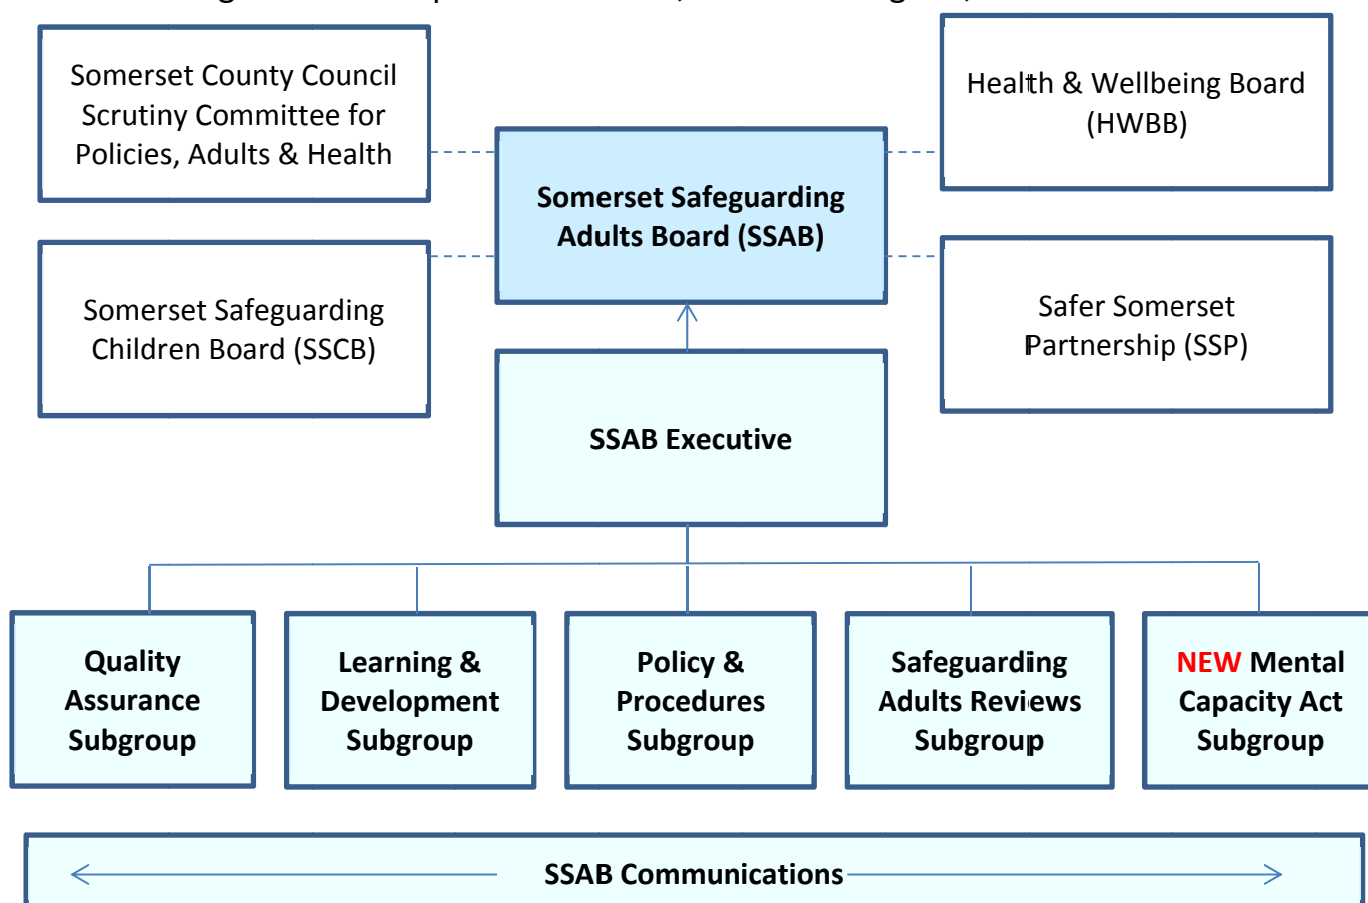 Somerset County Council
Scrutiny Committee for
Policies, Adults & Health
Health & Wellbeing Board
(HWBB)
Somerset Safeguarding
Adults Board (SSAB)
Somerset Safeguarding
Children Board (SSCB)
Safer Somerset
Partnership (SSP)
SSAB Executive
Quality
Assurance
Subgroup
Learning &
Development
Subgroup
Policy &
Procedures
Subgroup
Safeguarding
Adults Reviews
Subgroup
NEW Mental
Capacity Act
Subgroup
SSAB Communications